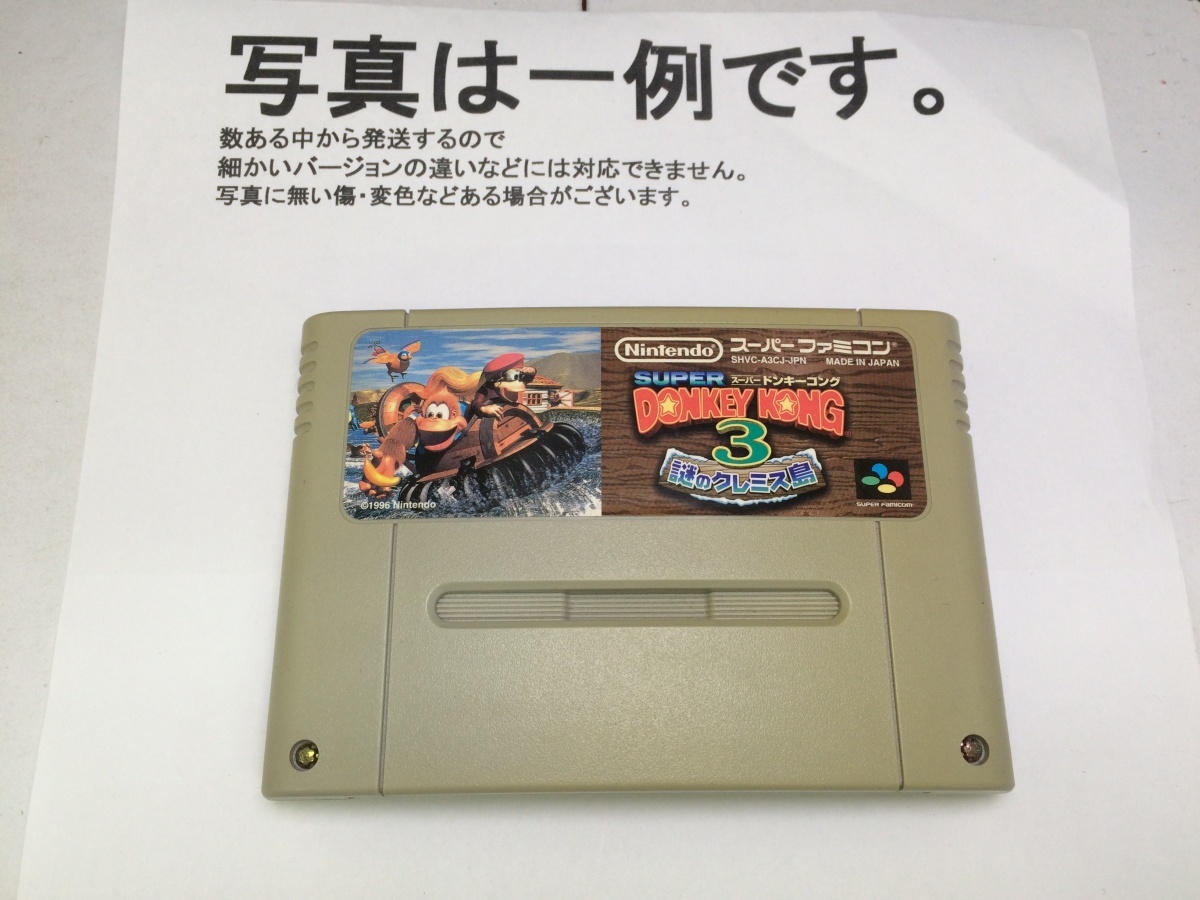 写真は一例です。
数ある中から発送するので
細かいバージョンの違いなどには対応できません。
写真に無い傷・変色などある場合がございます。
Nintendo
スーパーファミコン
SHVC-A3CJ-JPN MADE IN JAPAN
SUPER スーパードンキーコング
DONKEY KONG
3
謎のクレミス島
©1996 Nintendo
SUPER FAMICOM